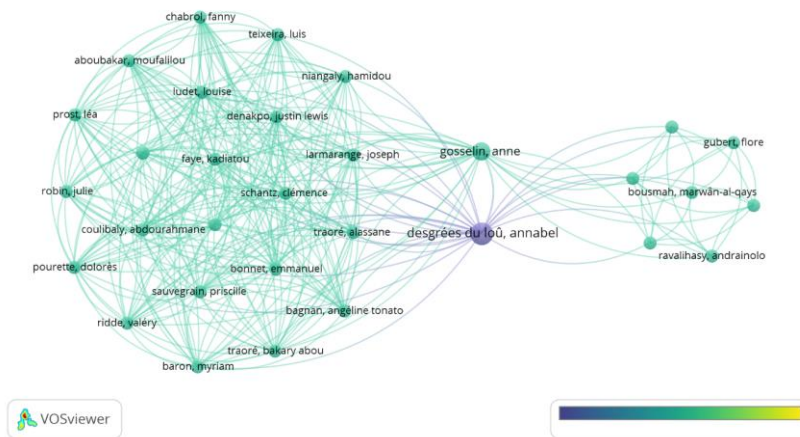 chabrol, fanny
teixeira, luis
aboubakar, moufalilou
niangaly, hamidou
ludet, louise
prost, léa
denakpo, justin lewis
gubert, flore
gosselin, anne
larmarange, joseph
faye, kadiatou
robin, julie
schantz, clémence
bousmah, marwân-al-qays
coulibaly, abdourahmane
traoré, alassane
desgrées du loû, annabel
ravalihasy, andrainolo
pourette, dolorès
bonnet, emmanuel
sauvegrain, priscille
bagnan, angéline tonato
ridde, valéry
traoré, bakary abou
baron, myriam
VOSviewer